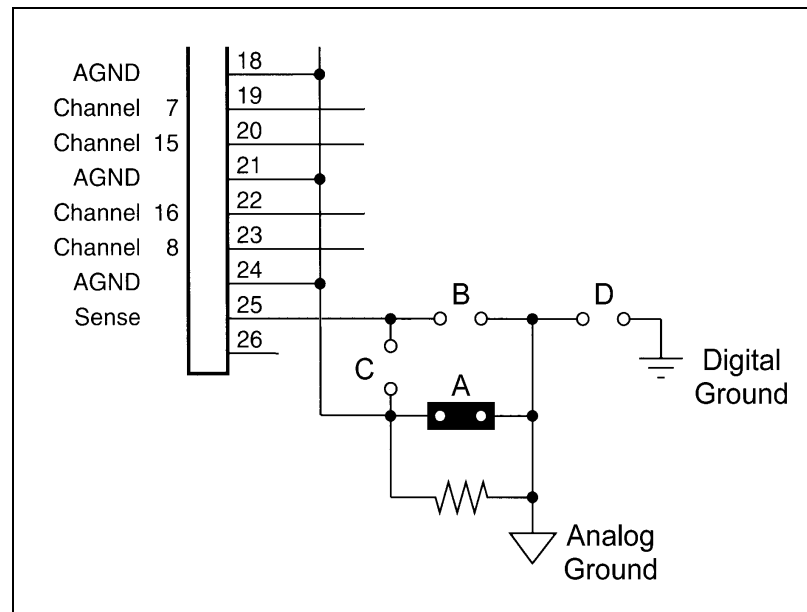 AGND 18
Channel 7 19
Channel 15 20
AGND 21
Channel 16 22
Channel 8 23
AGND 24
Sense 25
26
B
D
C
A
Digital
Ground
Analog
Ground